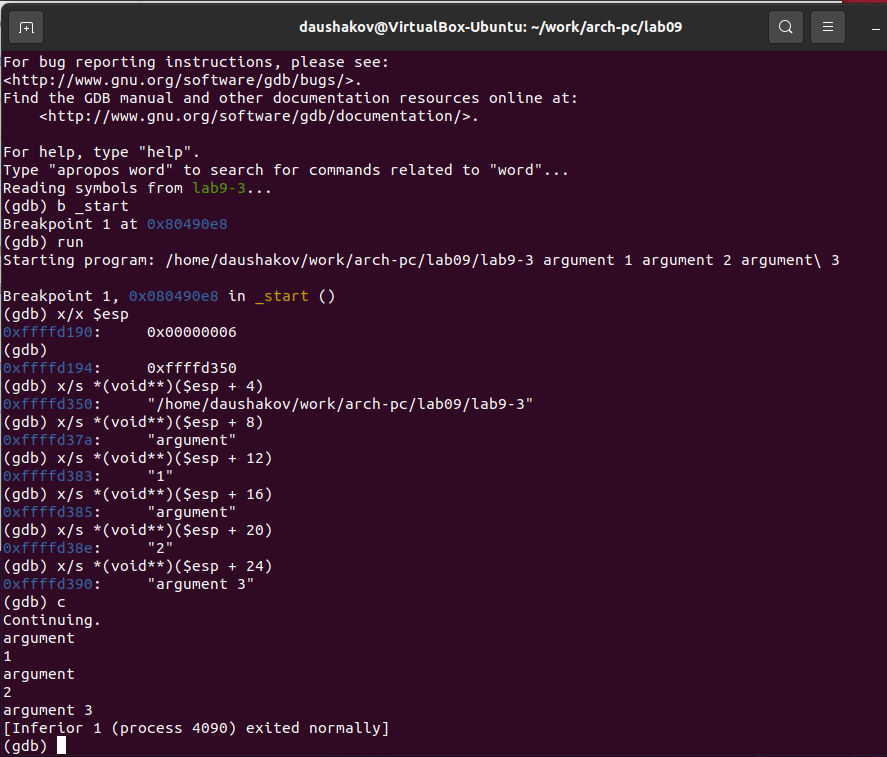 daushakov@VirtualBox-Ubuntu: ~/work/arch-pc/lab09
For bug reporting instructions, please see:
<http://www.gnu.org/software/gdb/bugs/>.
Find the GDB manual and other documentation resources online at:
    <http://www.gnu.org/software/gdb/documentation/>.

For help, type "help".
Type "apropos word" to search for commands related to "word"...
Reading symbols from lab9-3...
(gdb) b _start
Breakpoint 1 at 0x80490e8
(gdb) run
Starting program: /home/daushakov/work/arch-pc/lab09/lab9-3 argument 1 argument 2 argument\ 3

Breakpoint 1, 0x080490e8 in _start ()
(gdb) x/x $esp
0xffffd190:     0x00000006
(gdb)
0xffffd194:     0xffffd350
(gdb) x/s *(void**)($esp + 4)
0xffffd350:     "/home/daushakov/work/arch-pc/lab09/lab9-3"
(gdb) x/s *(void**)($esp + 8)
0xffffd37a:     "argument"
(gdb) x/s *(void**)($esp + 12)
0xffffd383:     "1"
(gdb) x/s *(void**)($esp + 16)
0xffffd385:     "argument"
(gdb) x/s *(void**)($esp + 20)
0xffffd38e:     "2"
(gdb) x/s *(void**)($esp + 24)
0xffffd390:     "argument 3"
(gdb) c
Continuing.
argument
1
argument
2
argument 3
[Inferior 1 (process 4090) exited normally]
(gdb)